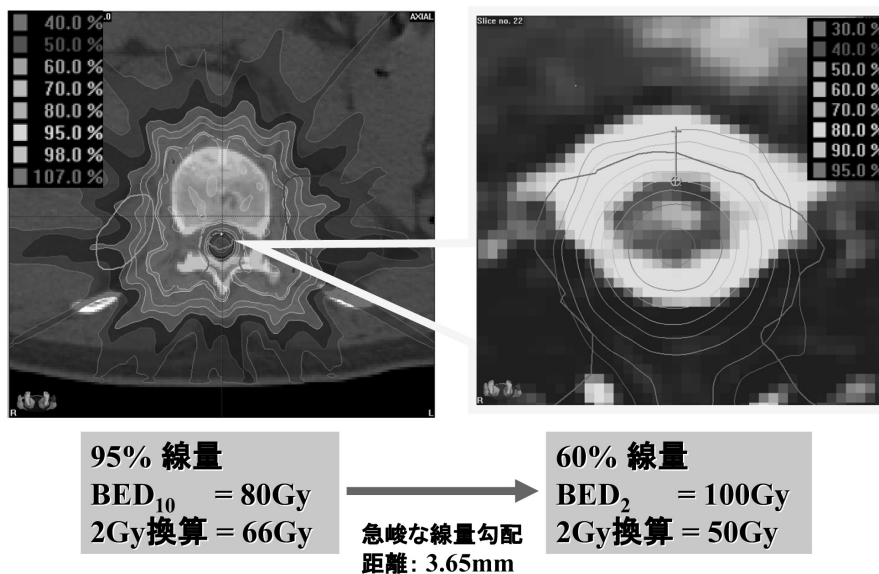 40.0 %
50.0 %
60.0 %
70.0 %
80.0 %
95.0 %
98.0 %
107.0 %
.0
AXIAL
R
L
Slice no. 22
30.0 %
40.0 %
50.0 %
60.0 %
70.0 %
80.0 %
90.0 %
95.0 %
R
95% 線量
BED10 = 80Gy
2Gy換算 = 66Gy
急峻な線量勾配
距離: 3.65mm
60% 線量
BED2 = 100Gy
2Gy換算 = 50Gy